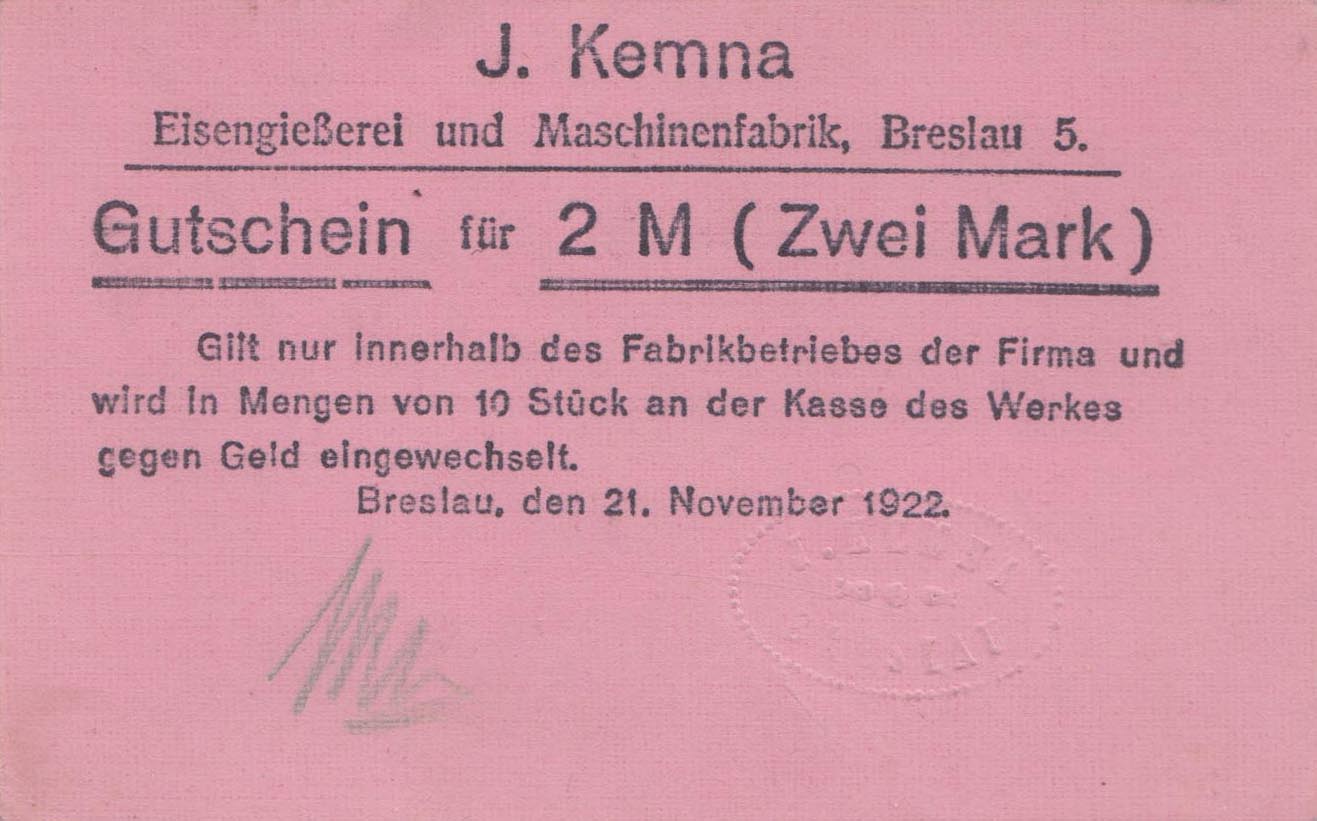 J. Kemna
Eisengießerei und Maschinenfabrik, Breslau 5.
Gutschein für 2 M (Zwei Mark)
Gilt nur innerhalb des Fabrikbetriebes der Firma und
wird in Mengen von 10 Stück an der Kasse des Werkes
gegen Geld eingewechselt.
Breslau, den 21. November 1922.